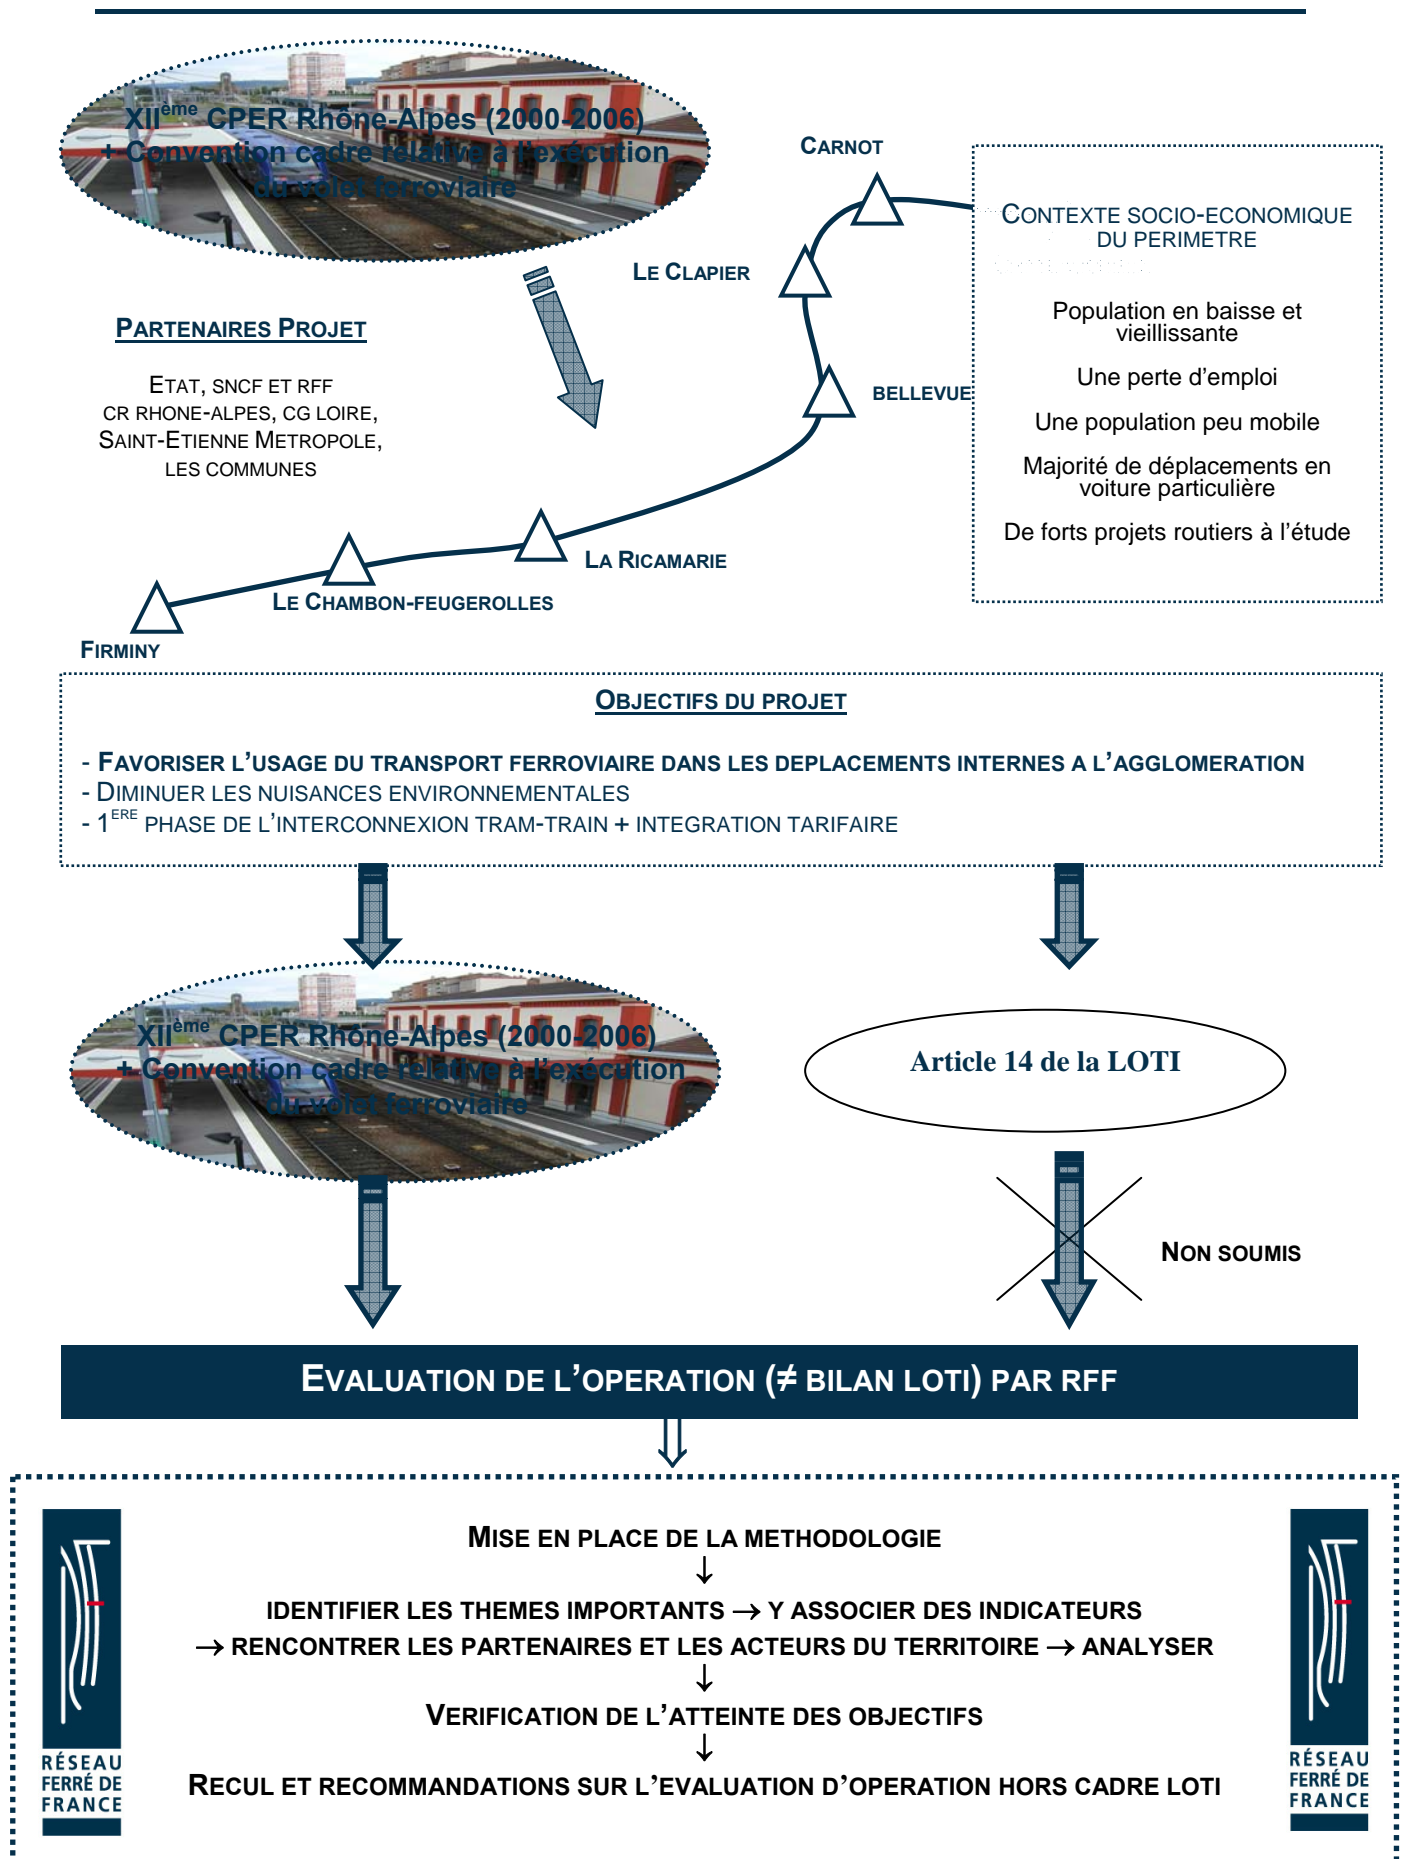 XIIème CPER Rhône-Alpes (2000-2006)
+ Convention cadre relative à l'exécution
du volet ferroviaire
PARTENAIRES PROJET
ETAT, SNCF ET RFF
CR RHONE-ALPES, CG LOIRE,
SAINT-ETIENNE METROPOLE,
LES COMMUNES
CARNOT
LE CLAPIER
BELLEVUE
LA RICAMARIE
LE CHAMBON-FEUGEROLLES
FIRMINY
CONTEXTE SOCIO-ECONOMIQUE
DU PERIMETRE
Population en baisse et
vieillissante
Une perte d'emploi
Une population peu mobile
Majorité de déplacements en
voiture particulière
De forts projets routiers à l'étude
OBJECTIFS DU PROJET
- FAVORISER L'USAGE DU TRANSPORT FERROVIAIRE DANS LES DEPLACEMENTS INTERNES A L'AGGLOMERATION
- DIMINUER LES NUISANCES ENVIRONNEMENTALES
- 1ERE PHASE DE L'INTERCONNEXION TRAM-TRAIN + INTEGRATION TARIFAIRE
XIIème CPER Rhône-Alpes (2000-2006)
+ Convention cadre relative à l'exécution
du volet ferroviaire
Article 14 de la LOTI
NON SOUMIS
EVALUATION DE L'OPERATION (≠ BILAN LOTI) PAR RFF
MISE EN PLACE DE LA METHODOLOGIE
↓
IDENTIFIER LES THEMES IMPORTANTS → Y ASSOCIER DES INDICATEURS
→ RENCONTRER LES PARTENAIRES ET LES ACTEURS DU TERRITOIRE → ANALYSER
↓
VERIFICATION DE L'ATTEINTE DES OBJECTIFS
↓
RECUL ET RECOMMANDATIONS SUR L'EVALUATION D'OPERATION HORS CADRE LOTI
RÉSEAU
FERRÉ DE
FRANCE
RÉSEAU
FERRÉ DE
FRANCE